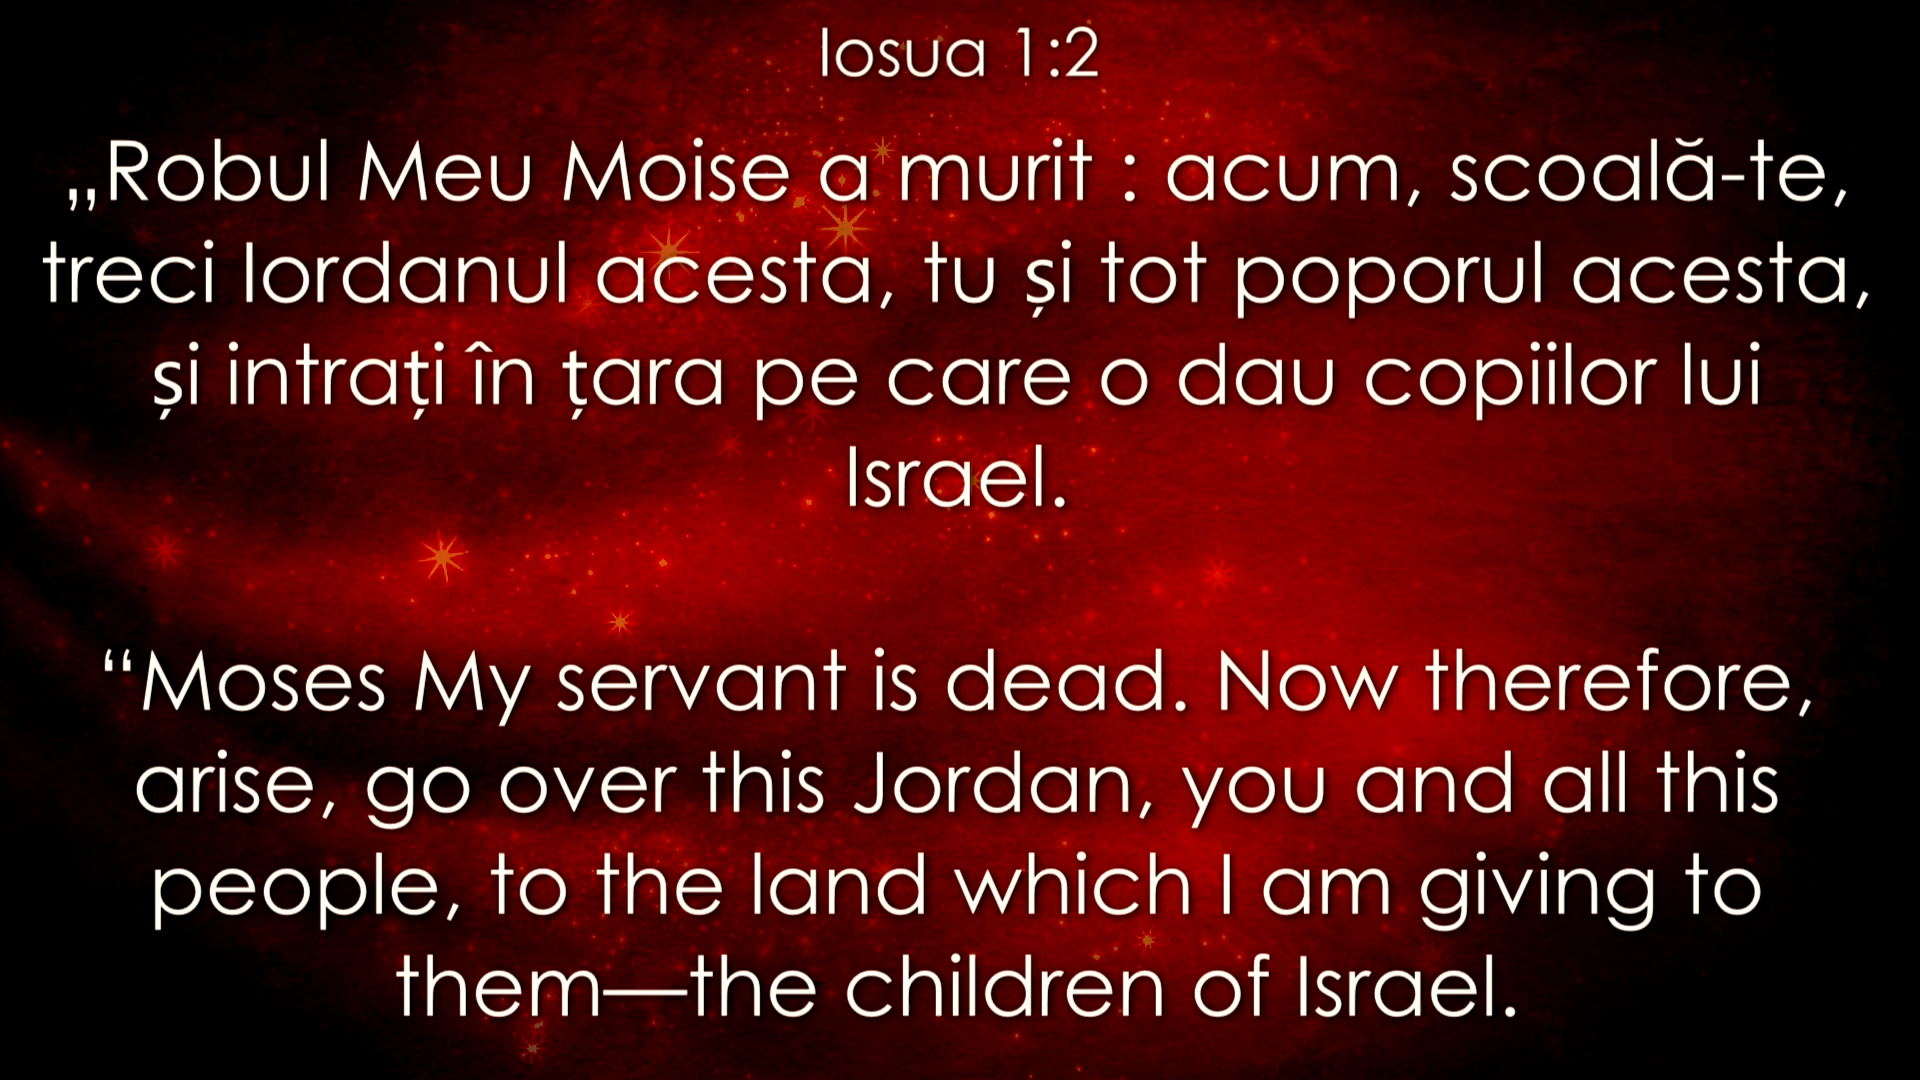 Iosua 1:2
„Robul Meu Moise a murit : acum, scoală-te,
treci Iordanul acesta, tu și tot poporul acesta,
și intrați în țara pe care o dau copiilor lui
Israel.
“Moses My servant is dead. Now therefore,
arise, go over this Jordan, you and all this
people, to the land which I am giving to
them—the children of Israel.